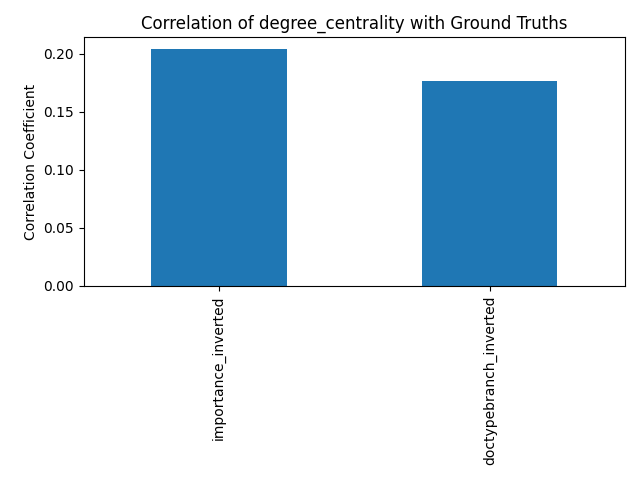 Correlation of degree_centrality with Ground Truths
Correlation Coefficient
0.20
0.15
0.10
0.05
0.00
importance_inverted
doctypebranch_inverted